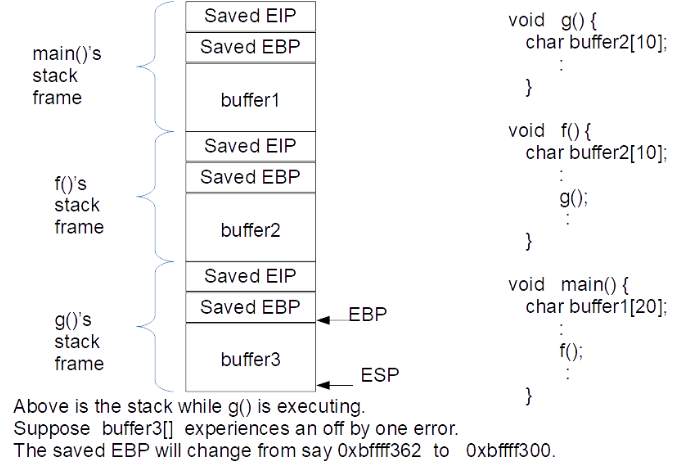 main()'s
stack
frame
Saved EIP
Saved EBP
buffer1
f()'s
stack
frame
Saved EIP
Saved EBP
buffer2
g()'s
stack
frame
Saved EIP
Saved EBP
buffer3
EBP
ESP
void g() {
char buffer2[10];
:
}
void f() {
char buffer2[10];
:
g();
:
}
void main() {
char buffer1[20];
:
f();
:
}
Above is the stack while g() is executing.
Suppose buffer3[] experiences an off by one error.
The saved EBP will change from say 0xbffff362 to 0xbffff300.